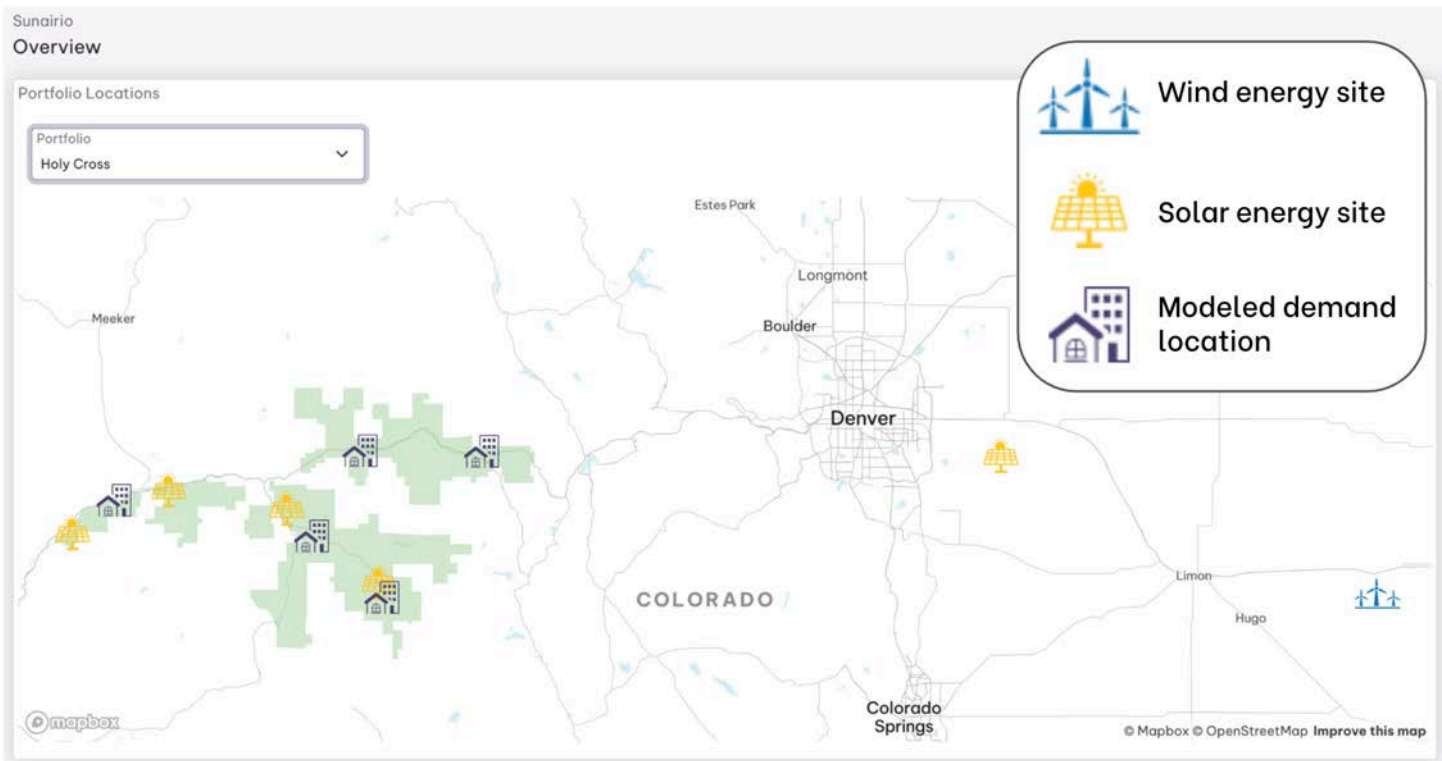 Sunairio
Overview
Portfolio Locations
Portfolio
Holy Cross
Wind energy site
Solar energy site
Modeled demand
location
Estes Park
Longmont
Meeker
Boulder
Denver
COLORADO
Limon
Hugo
Colorado
Springs
mapbox
© Mapbox © OpenStreetMap Improve this map